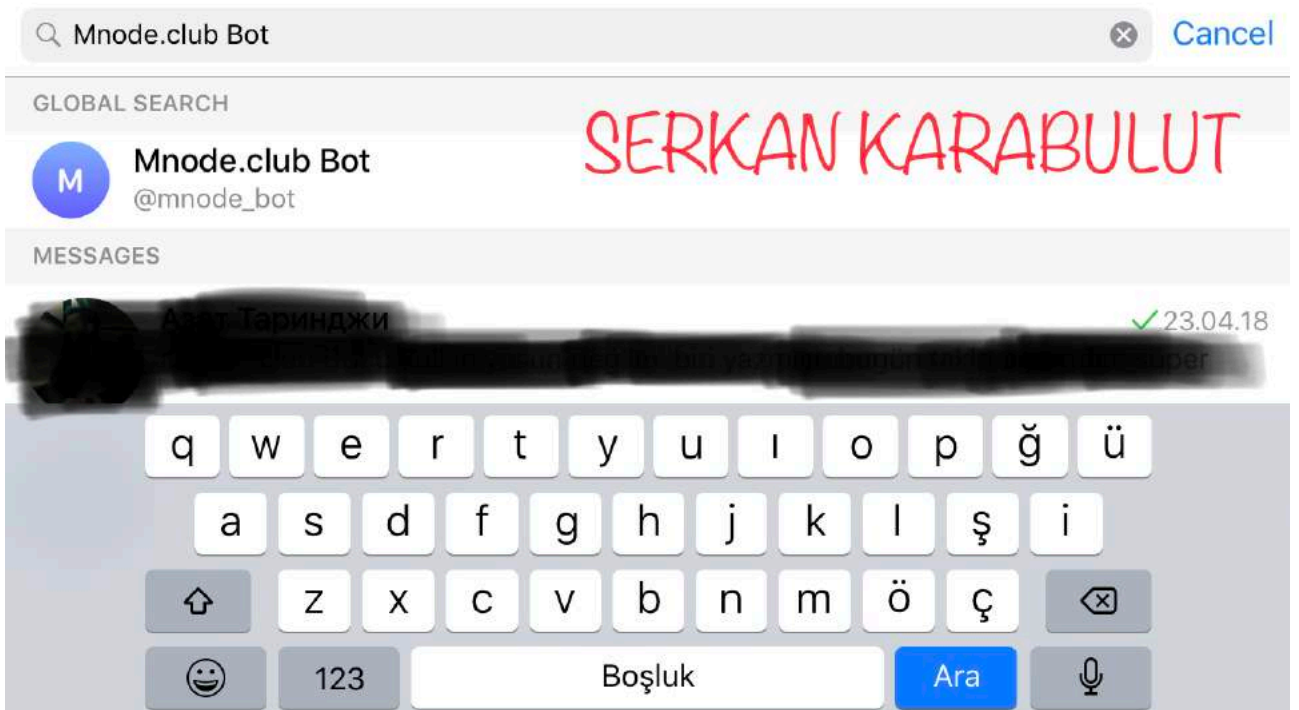 Mnode.club Bot
Cancel
GLOBAL SEARCH
SERKAN KARABULUT
Mnode.club Bot
M
@mnode_bot
MESSAGES
Таринджи
23.04.18
q w e r t y u ı o p ğ ü
a s d f g h j k l ş i
z x c v b n m ö ç
123
Boşluk
Ara